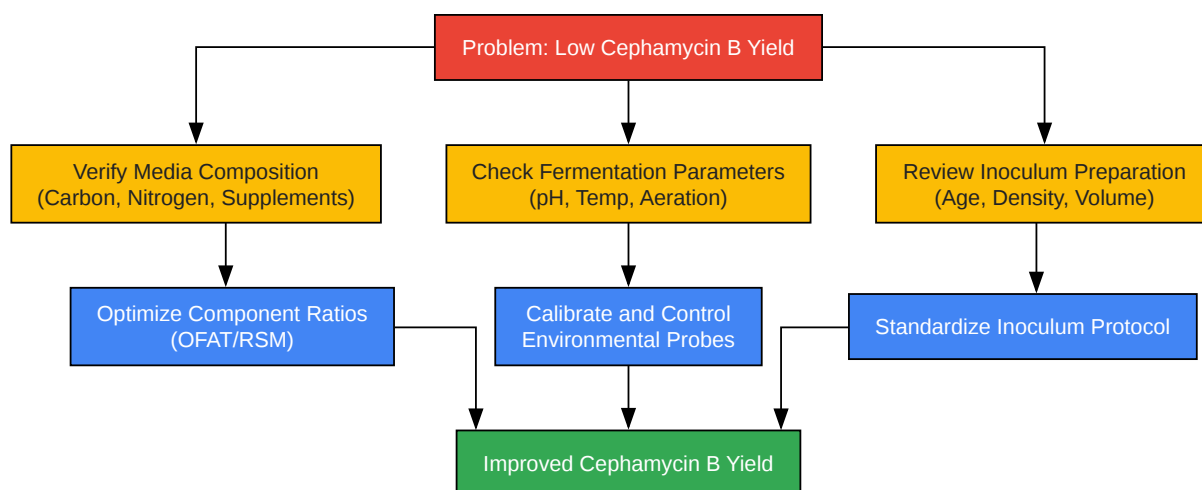 Problem: Low Cephamycin B Yield
Verify Media Composition
(Carbon, Nitrogen, Supplements)
Check Fermentation Parameters
(pH, Temp, Aeration)
Review Inoculum Preparation
(Age, Density, Volume)
Optimize Component Ratios
(OFAT/RSM)
Calibrate and Control
Environmental Probes
Standardize Inoculum Protocol
Improved Cephamycin B Yield